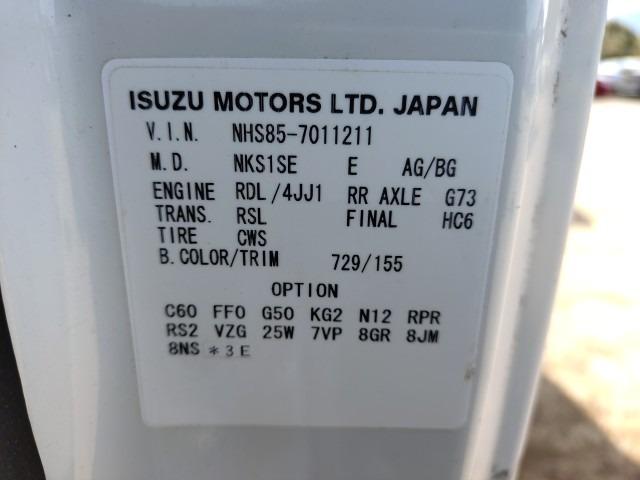 ISUZU MOTORS LTD. JAPAN
V.I.N. NHS85-7011211
M.D. NKS1SE E AG/BG
ENGINE RDL/4JJ1 RR AXLE G73
TRANS. RSL FINAL HC6
TIRE CWS
B.COLOR/TRIM 729/155
OPTION
C60 FF0 G50 KG2 N12 RPR
RS2 VZG 25W 7VP 8GR 8JM
8NS *3E